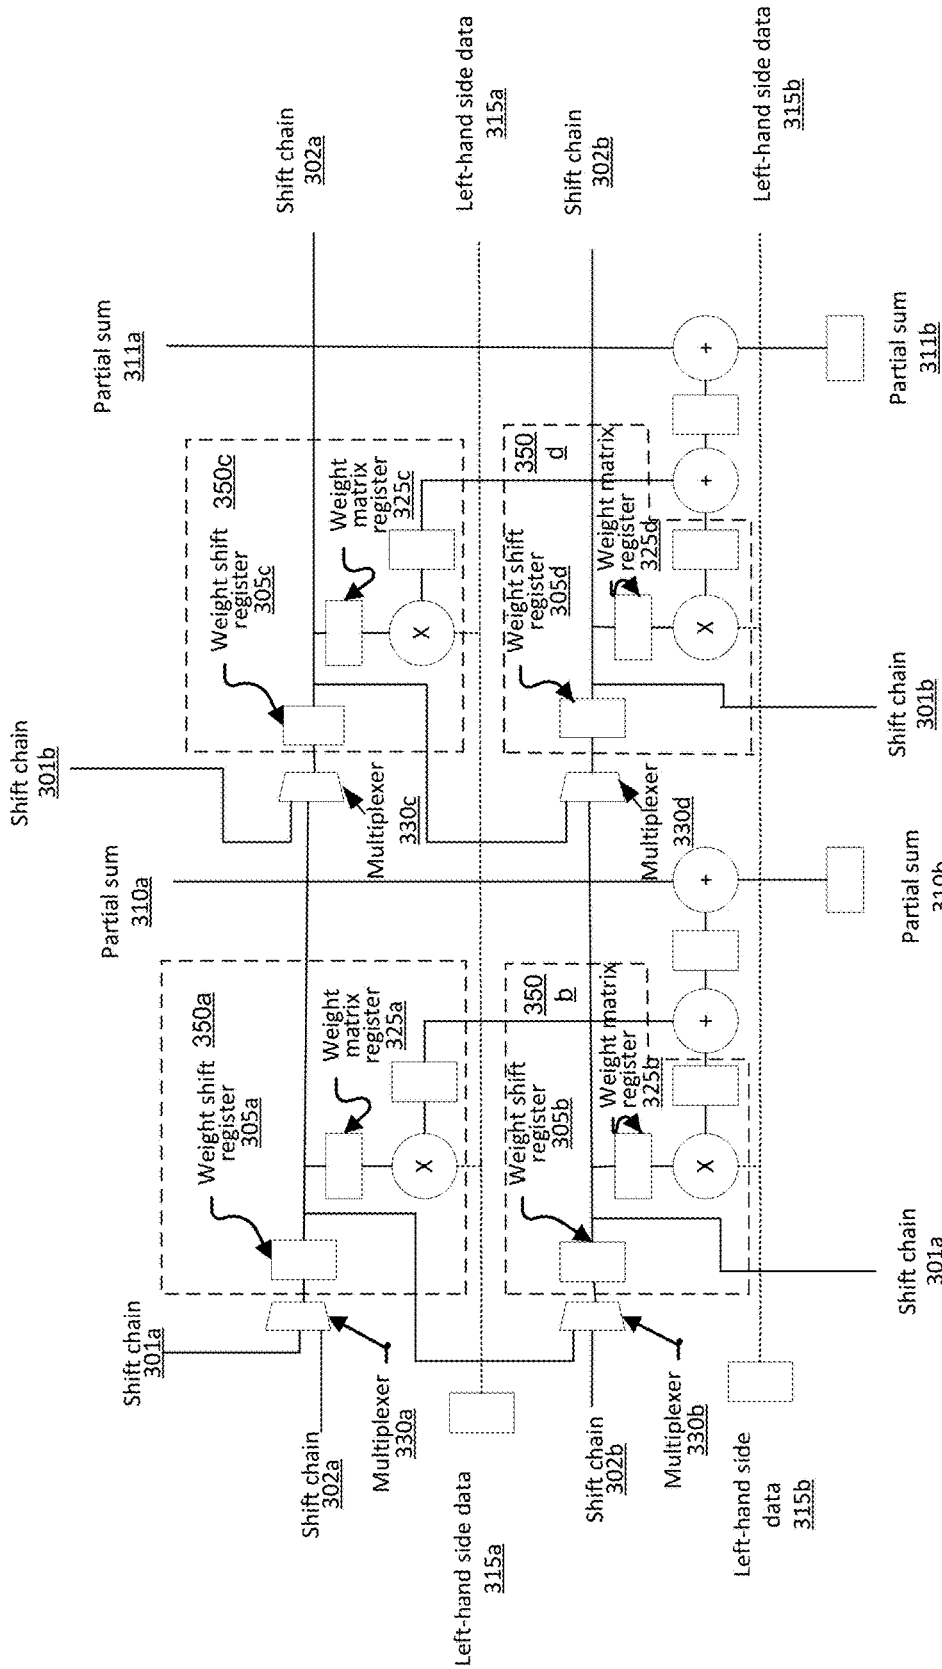 Shift chain
301b
Shift chain
301a
Partial sum
310a
Partial sum
311a
Weight shift
register
305a
350a
Weight shift
register
305c
350c
Shift chain
302a
Shift chain
302a
Weight
matrix
register
325a
Weight
matrix
register
325c
Multiplexer
330a
Multiplexer
330c
X
X
Left-hand side data
315a
Left-hand side data
315a
Weight shift
register
305b
350
b
Weight shift
register
305d
350
d
Shift chain
302b
Shift chain
302b
Weight matrix
register
325b
Weight matrix
register
325d
Multiplexer
330b
Multiplexer
330d
X
+
+
X
+
+
Left-hand side
data
315b
Left-hand side data
315b
Shift chain
301a
Partial sum
310b
Shift chain
301b
Partial sum
311b